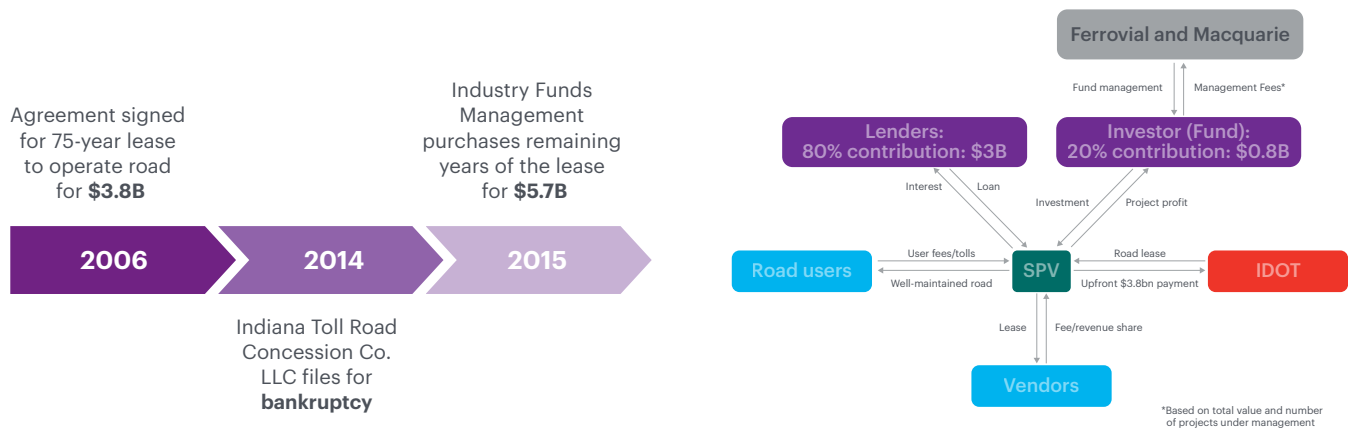 Agreement signed
for 75-year lease
to operate road
for $3.8B
Industry Funds
Management
purchases remaining
years of the lease
for $5.7B
2006
2014
2015
Indiana Toll Road
Concession Co.
LLC files for
bankruptcy
Ferrovial and Macquarie
Fund management
Management Fees*
Lenders:
80% contribution: $3B
Investor (Fund):
20% contribution: $0.8B
Interest
Loan
Investment
Project profit
Road users
User fees/tolls
Well-maintained road
SPV
Road lease
Upfront $3.8bn payment
IDOT
Lease
Fee/revenue share
Vendors
*Based on total value and number
of projects under management